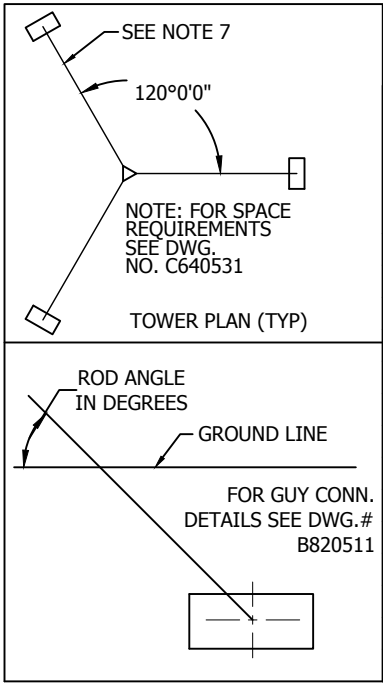 SEE NOTE 7
120°0'0"
NOTE: FOR SPACE
REQUIREMENTS
SEE DWG.
NO. C640531
TOWER PLAN (TYP)
ROD ANGLE
IN DEGREES
GROUND LINE
FOR GUY CONN.
DETAILS SEE DWG.#
B820511